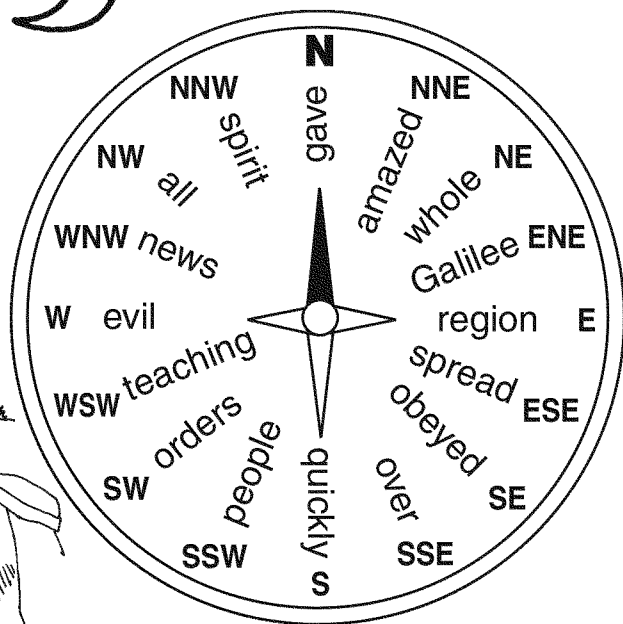 N
gave
NNE
amazed
NE
whole
ENE
Galilee
E
region
ESE
spread
SE
obeyed
SSE
over
S
quickly
SSW
people
SW
orders
WSW
teaching
W
evil
WNW
news
NW
all
NNW
spirit